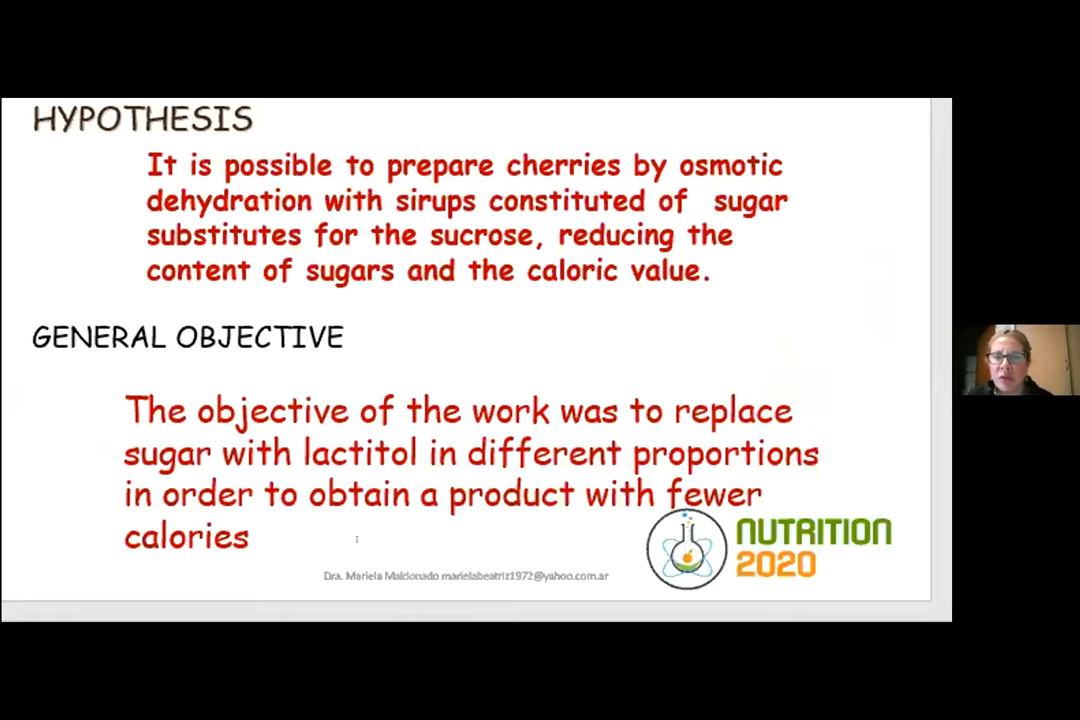 HYPOTHESIS
It is possible to prepare cherries by osmotic
dehydration with sirups constituted of sugar
substitutes for the sucrose, reducing the
content of sugars and the caloric value.
GENERAL OBJECTIVE
The objective of the work was to replace
sugar with lactitol in different proportions
in order to obtain a product with fewer
calories
NUTRITION
2020
Dra. Mariela Maldonado marielabeatriz1972@yahoo.com.ar